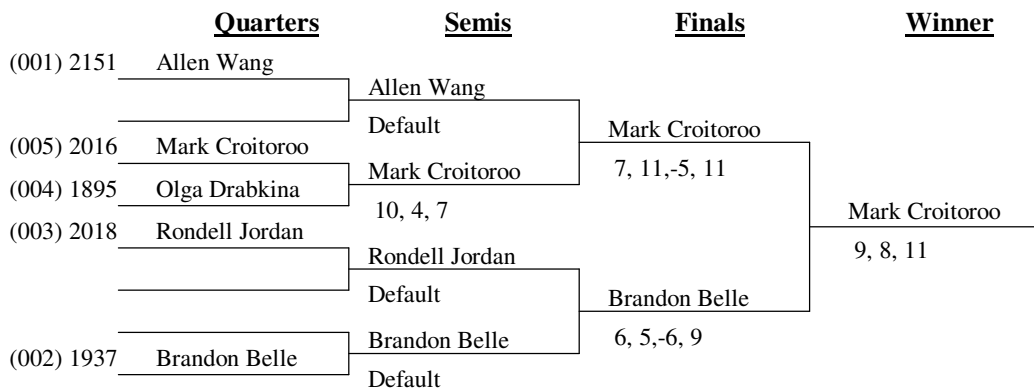 Quarters Semis Finals Winner
(001) 2151 Allen Wang
Allen Wang
Default
Mark Croitoroo
7, 11,-5, 11
(005) 2016 Mark Croitoroo
Mark Croitoroo
10, 4, 7
(004) 1895 Olga Drabkina
Mark Croitoroo
9, 8, 11
(003) 2018 Rondell Jordan
Rondell Jordan
Default
Brandon Belle
6, 5,-6, 9
Brandon Belle
Default
(002) 1937 Brandon Belle